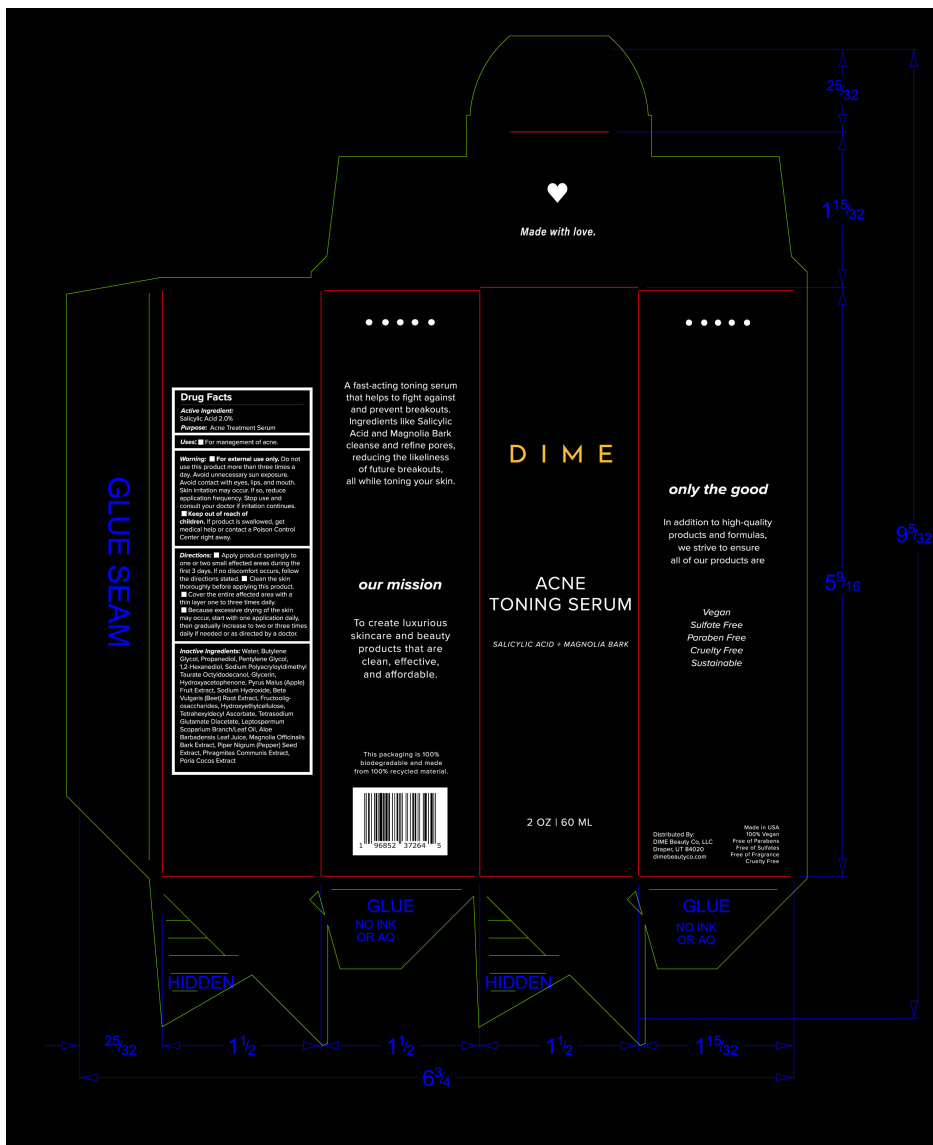 25/32
1 15/32
Made with love.
Drug Facts
Active Ingredient:
Salicylic Acid 2.0%
Purpose: Acne Treatment Serum
Uses: ■ For management of acne.
Warning: ■ For external use only. Do not
use this product more than three times a
day. Avoid unnecessary sun exposure.
Avoid contact with eyes, lips, and mouth.
Skin Irritation may occur. If so, reduce
application frequency. Stop use and
consult your doctor if irritation continues.
■ Keep out of reach of
children. If product is swallowed, get
medical help or contact a Poison Control
Center right away.
Directions: ■ Apply product sparingly to
one or two small affected areas during the
first 3 days. If no discomfort occurs, follow
the directions stated. ■ Clean the skin
thoroughly before applying this product.
■ Cover the entire affected area with a
thin layer one to three times daily.
■ Because excessive drying of the skin
may occur, start with one application daily,
then gradually increase to two or three times
daily if needed or as directed by a doctor.
Inactive Ingredients: Water, Butylene
Glycol, Propanediol, Pentylene Glycol,
1,2-Hexanediol, Sodium Polyacryloyldimethyl
Taurate Octyldodecanol, Glycerin,
Hydroxyacetophenone, Pyrus Malus (Apple)
Fruit Extract, Sodium Hydroxide, Beta
Vulgaris (Beet) Root Extract, Fructoolig-
osaccharides, Hydroxyethylcellulose,
Tetrahexyldecyl Ascorbate, Tetrasodium
Glutamate Diacetate, Leptospermum
Scoparium Branch/Leaf Oil, Aloe
Barbadensis Leaf Juice, Magnolia Officinalis
Bark Extract, Piper Nigrum (Pepper) Seed
Extract, Phragmites Communis Extract,
Poria Cocos Extract
A fast-acting toning serum
that helps to fight against
and prevent breakouts.
Ingredients like Salicylic
Acid and Magnolia Bark
cleanse and refine pores,
reducing the likeliness
of future breakouts,
all while toning your skin.
our mission
To create luxurious
skincare and beauty
products that are
clean, effective,
and affordable.
This packaging is 100%
biodegradable and made
from 100% recycled material.
1 96852 37264 5
DIME
ACNE
TONING SERUM
SALICYLIC ACID + MAGNOLIA BARK
2 OZ | 60 ML
only the good
In addition to high-quality
products and formulas,
we strive to ensure
all of our products are
Vegan
Sulfate Free
Paraben Free
Cruelty Free
Sustainable
Distributed By:
DIME Beauty Co, LLC
Draper, UT 84020
dimebeautyco.com
Made in USA
100% Vegan
Free of Parabens
Free of Sulfates
Free of Fragrance
Cruelty Free
GLUE SEAM
5 9/16
9 5/32
HIDDEN
GLUE
NO INK
OR AQ
HIDDEN
GLUE
NO INK
OR AQ
25/32
1 1/2
1 1/2
1 1/2
1 15/32
6 3/4